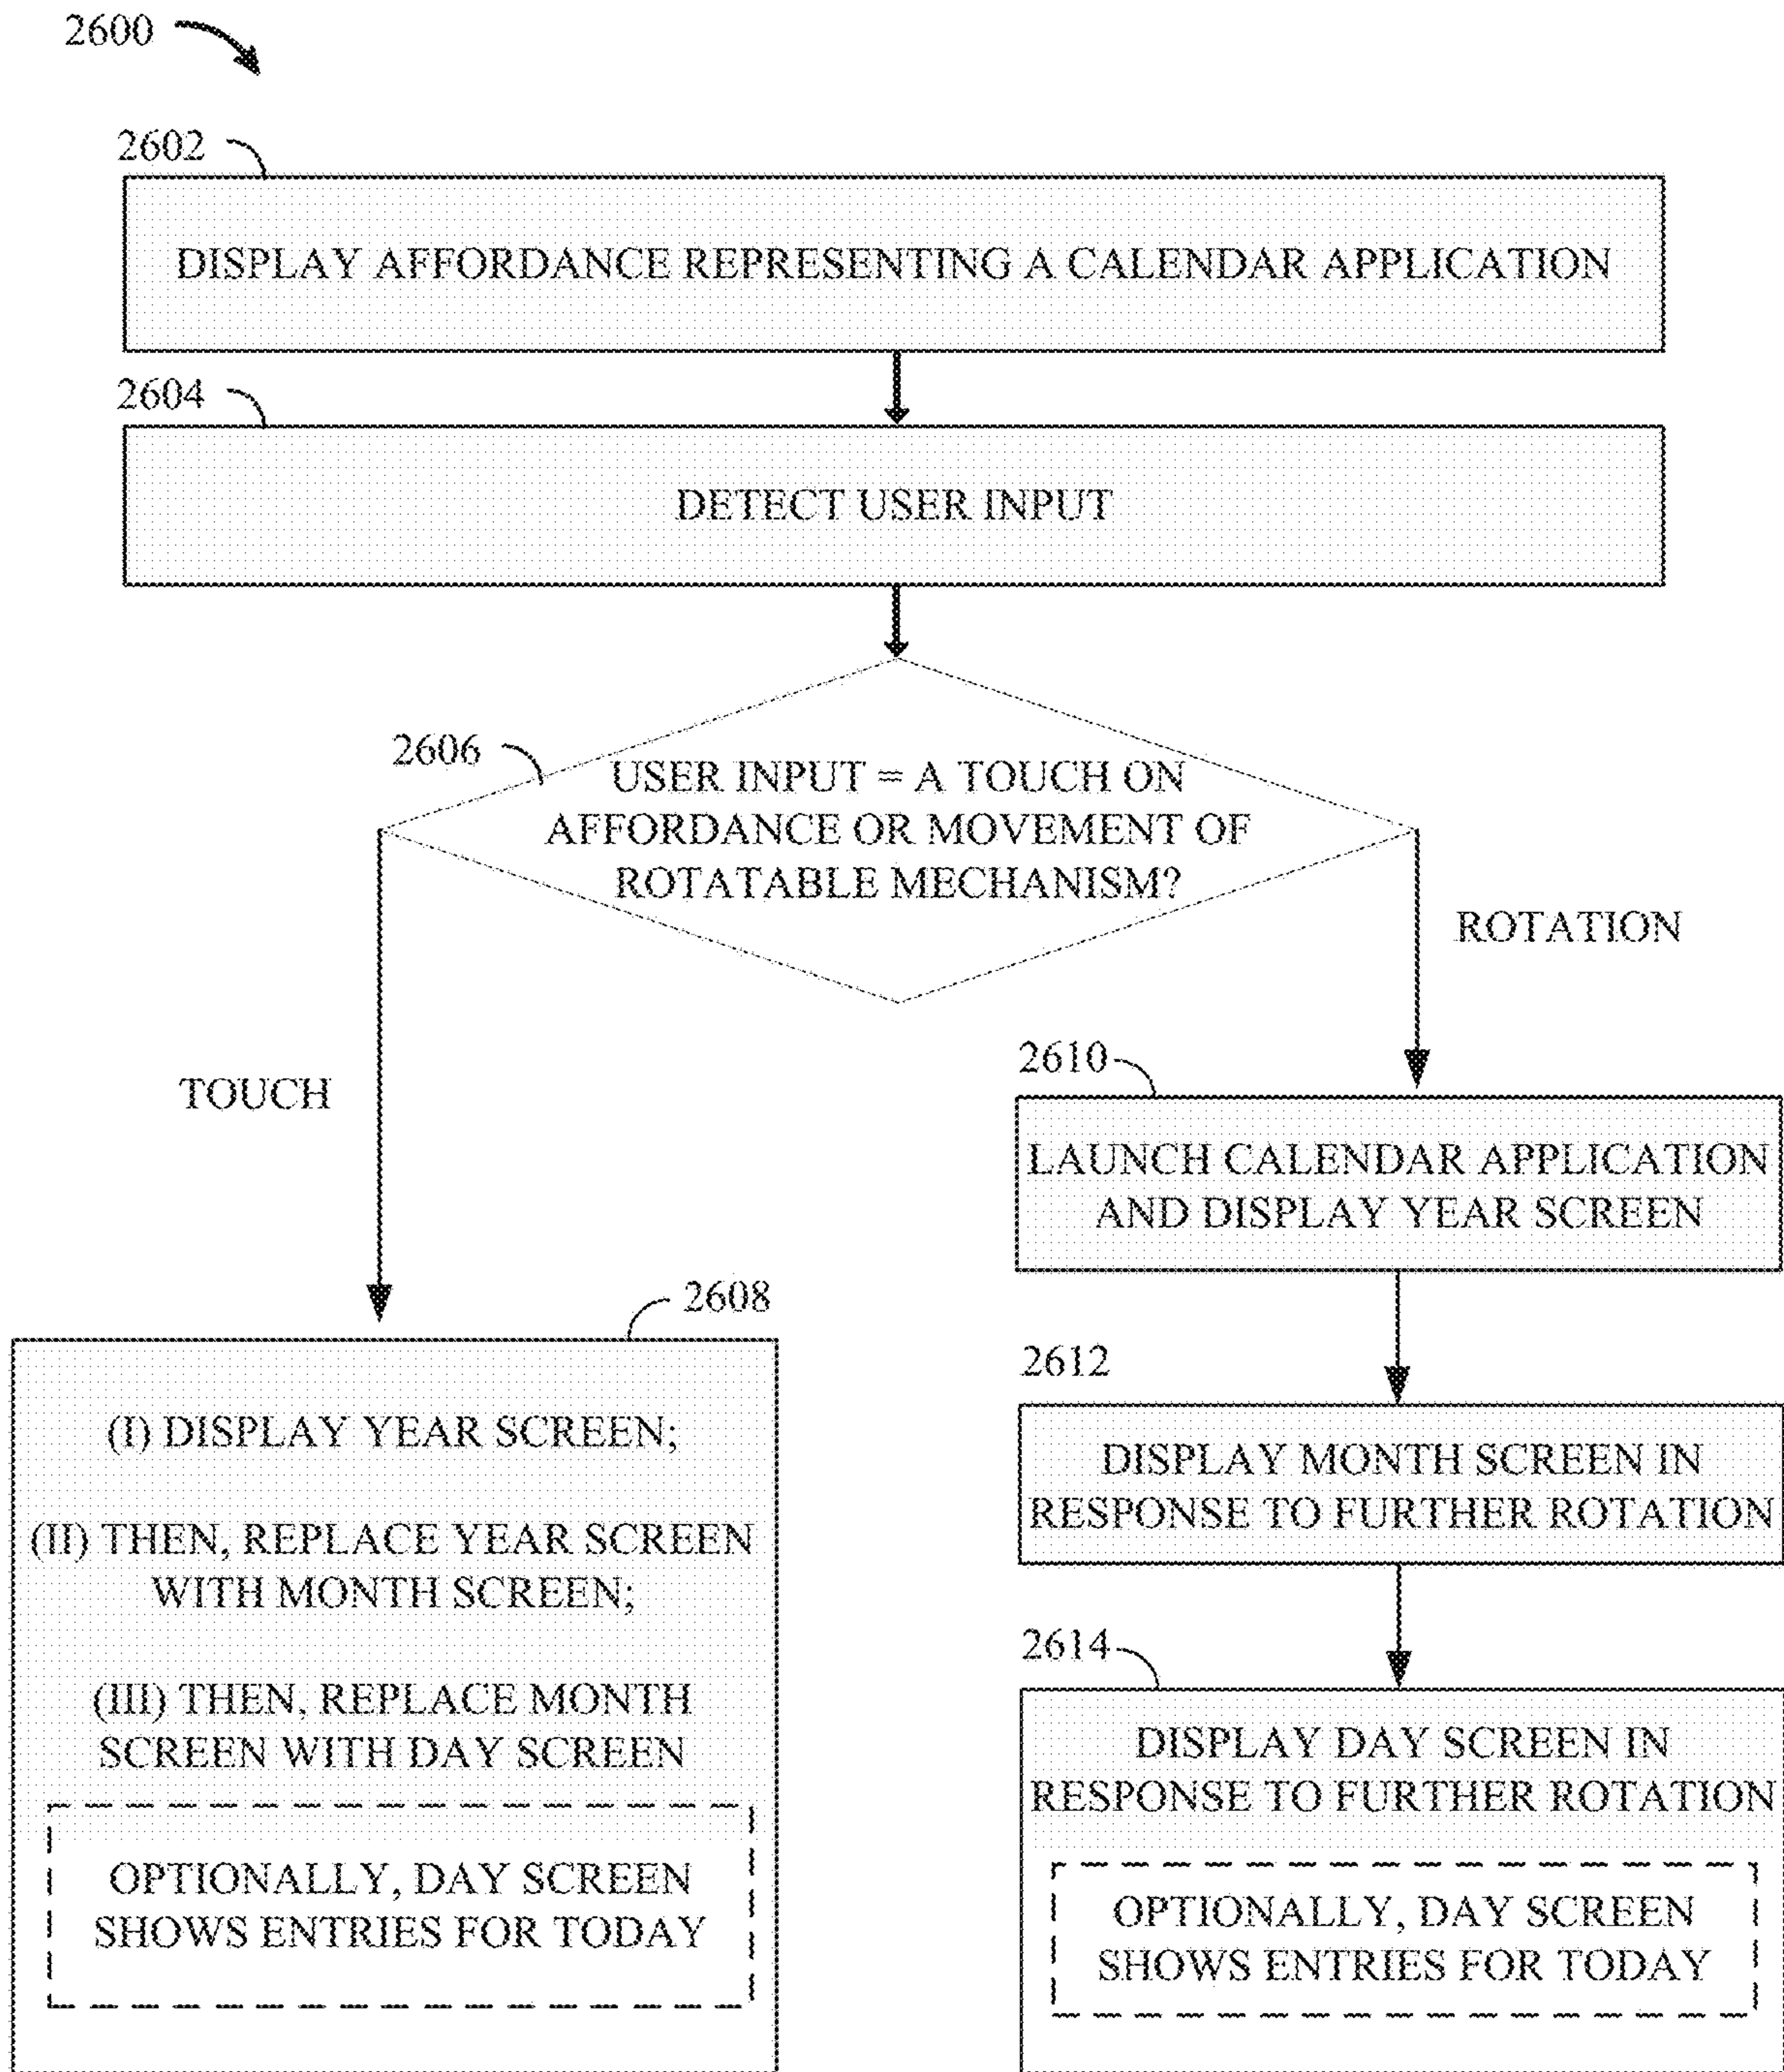 2600
2602
DISPLAY AFFORDANCE REPRESENTING A CALENDAR APPLICATION
2604
DETECT USER INPUT
2606
USER INPUT = A TOUCH ON
AFFORDANCE OR MOVEMENT OF
ROTATABLE MECHANISM?
TOUCH
2608
(I) DISPLAY YEAR SCREEN;
(II) THEN, REPLACE YEAR SCREEN
WITH MONTH SCREEN;
(III) THEN, REPLACE MONTH
SCREEN WITH DAY SCREEN
OPTIONALLY, DAY SCREEN
SHOWS ENTRIES FOR TODAY
ROTATION
2610
LAUNCH CALENDAR APPLICATION
AND DISPLAY YEAR SCREEN
2612
DISPLAY MONTH SCREEN IN
RESPONSE TO FURTHER ROTATION
2614
DISPLAY DAY SCREEN IN
RESPONSE TO FURTHER ROTATION
OPTIONALLY, DAY SCREEN
SHOWS ENTRIES FOR TODAY